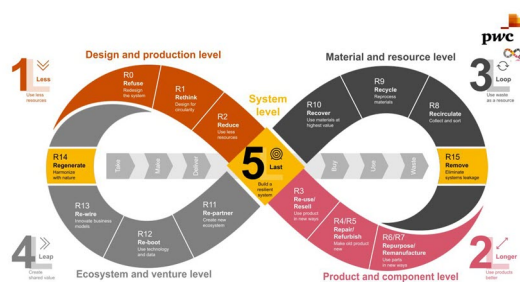 pwc
Design and production level
Material and resource level
1
Less
Use less
resources
R0
Refuse
Redesign
the system
R1
Rethink
Design for
circularity
R2
Reduce
Use less
resources
System
level
5
Last
Build a
resilient
system
R10
Recover
Use materials at
highest value
R9
Recycle
Reprocess
materials
R8
Recirculate
Collect and sort
3
Loop
Use waste
as a resource
R14
Regenerate
Harmonize
with nature
Take
Make
Deliver
Buy
Use
Waste
R15
Remove
Eliminate
systems leakage
R13
Re-wire
Innovate business
models
R12
Re-boot
Use technology
and data
R11
Re-partner
Create new
ecosystem
R3
Re-use/
Resell
Use product
in new ways
R4/R5
Repair/
Refurbish
Make old product
new
R6/R7
Repurpose/
Remanufacture
Use parts
in new ways
4
Leap
Create
shared value
Ecosystem and venture level
Product and component level
2
Longer
Use products
better